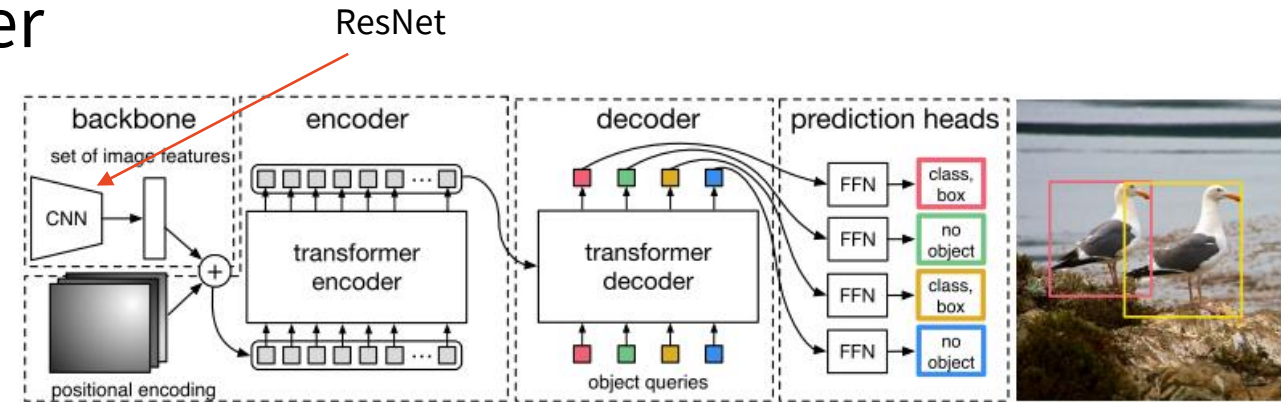 er
ResNet
backbone
set of image features
CNN
positional encoding
+
encoder
...
transformer
encoder
...
decoder
transformer
decoder
object queries
prediction heads
FFN
class,
box
FFN
no
object
FFN
class,
box
FFN
no
object